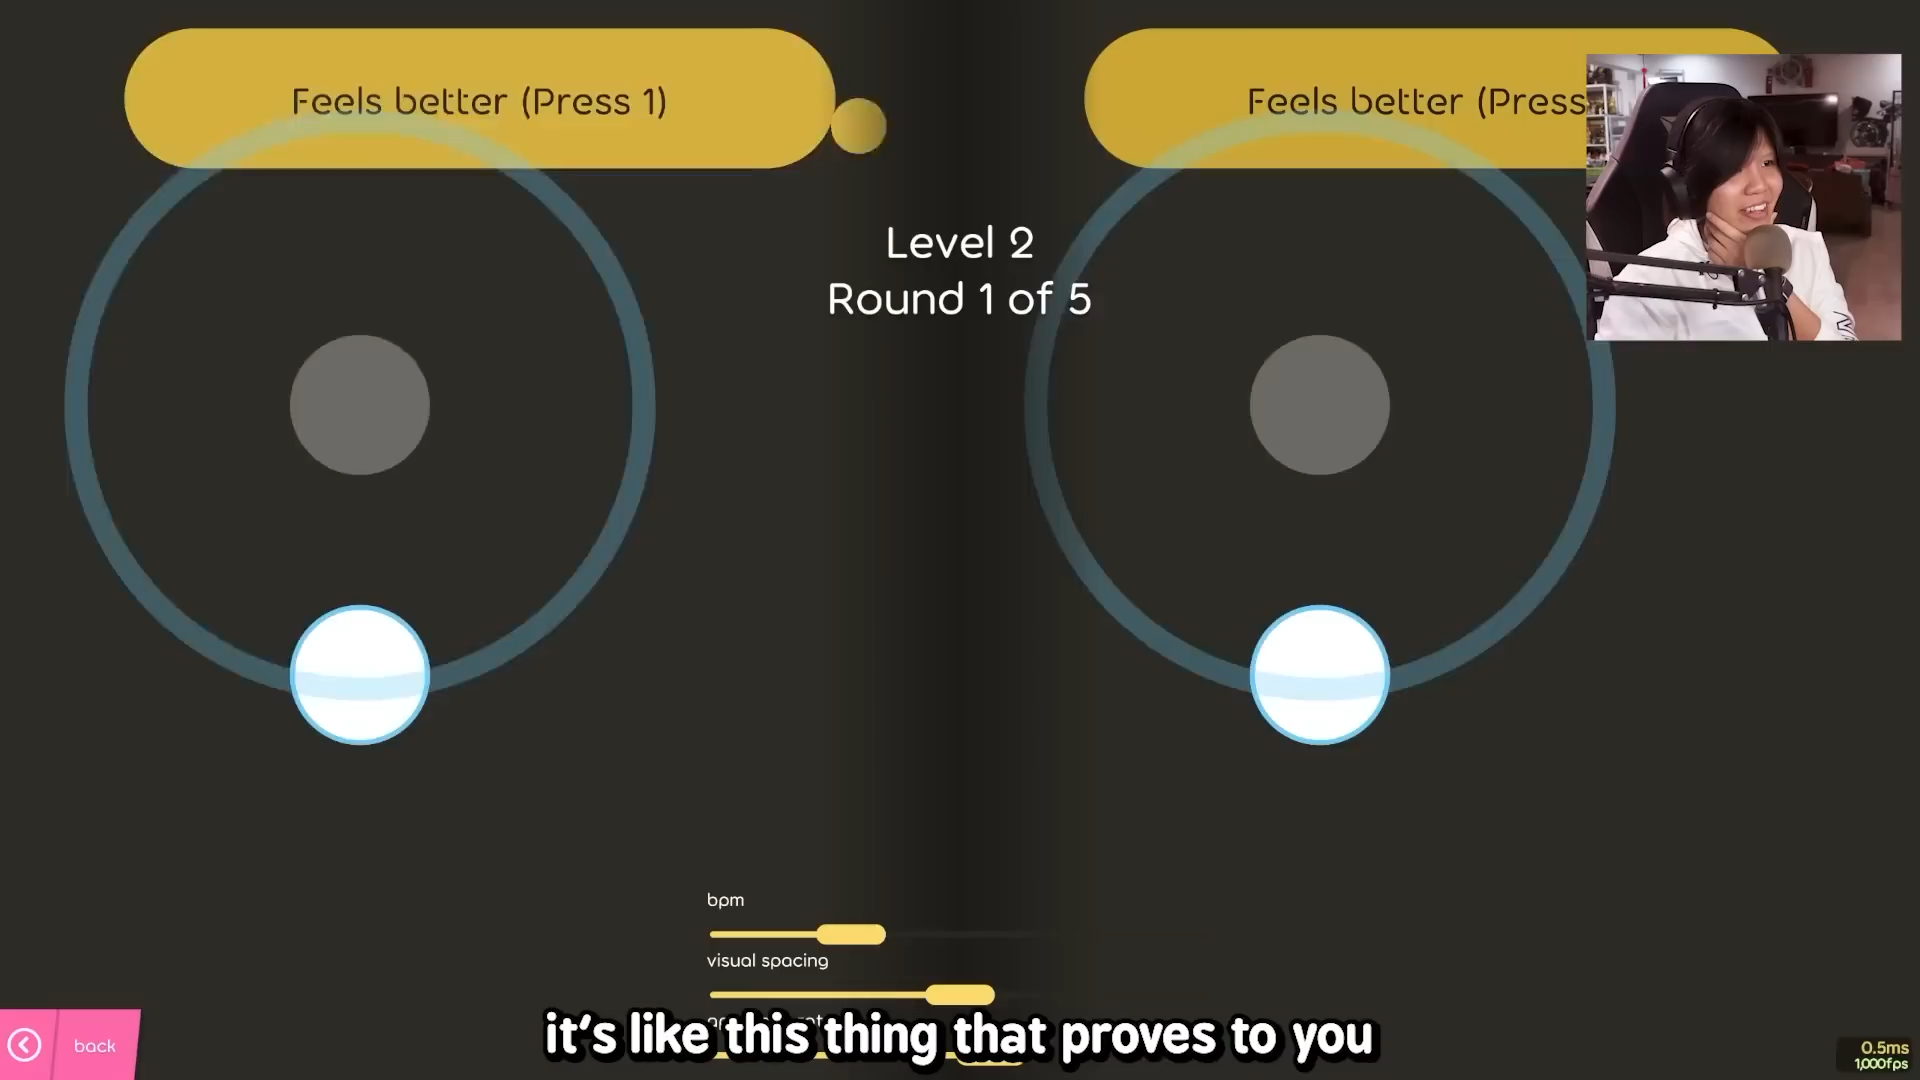 Feels better (Press 1)
Feels better (Press
Level 2
Round 1 of 5
bpm
visual spacing
it's like this thing that proves to you
back
0.5ms
1,000fps